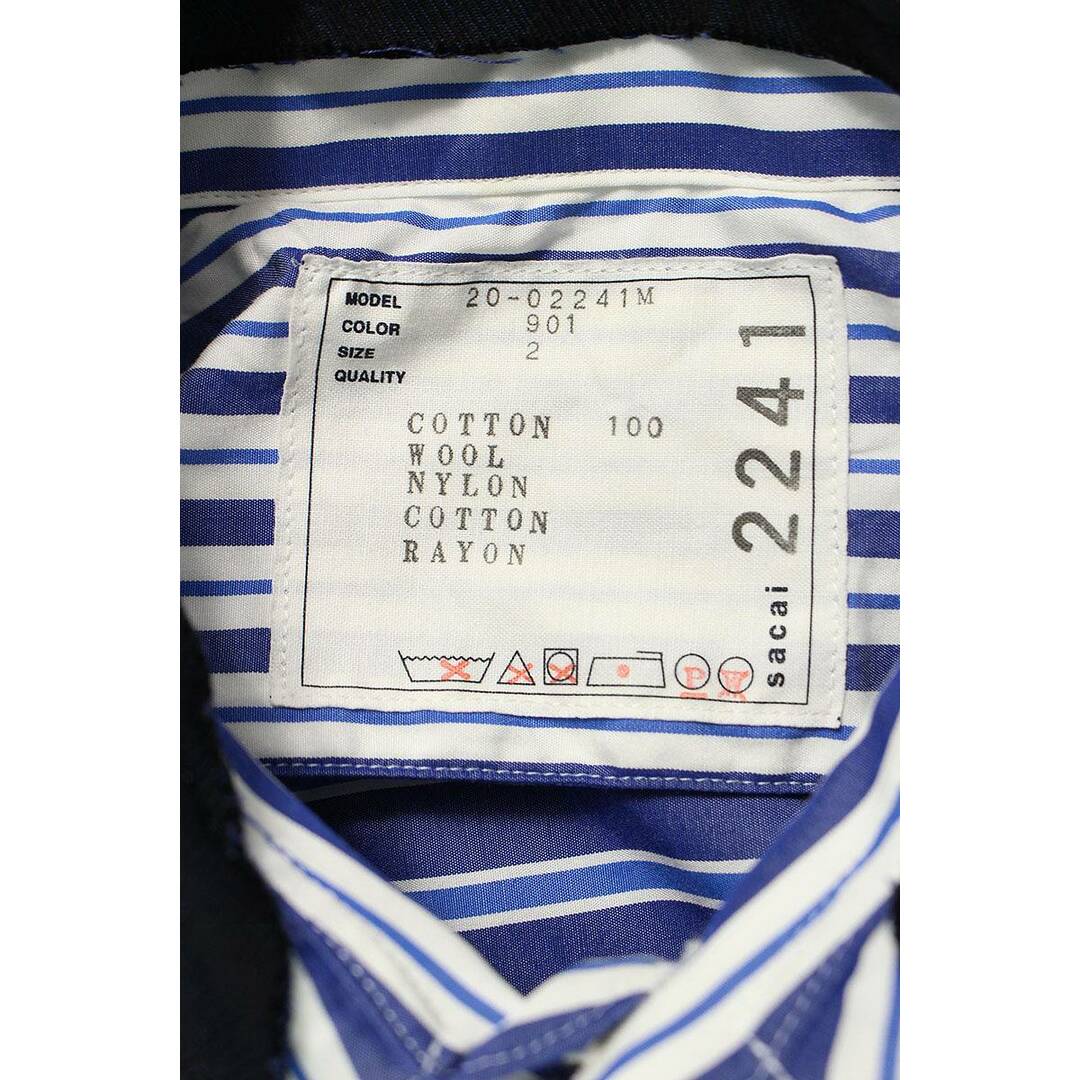 MODEL 20-02241M
COLOR 901
SIZE 2
QUALITY
COTTON 100
WOOL
NYLON
COTTON
RAYON
P
W
sacai 2241